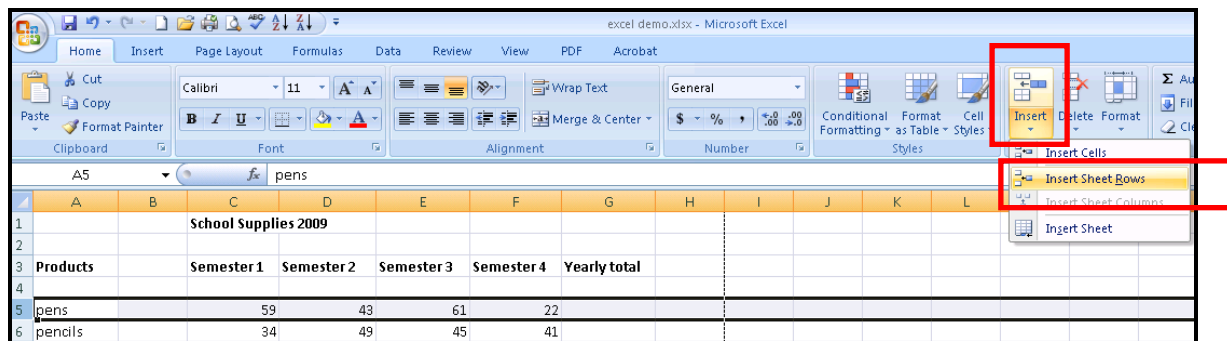 excel demo.xlsx - Microsoft Excel
Home Insert Page Layout Formulas Data Review View PDF Acrobat
Cut
Copy
Format Painter
Paste
Clipboard
Calibri 11 A A
B I U A
Font
Wrap Text
Merge & Center
Alignment
General
$ % , .0 .00 .00 .0
Number
Conditional Formatting
Format as Table
Cell Styles
Styles
Insert Delete Format
Σ Au
Fil
Cle
Insert Cells
Insert Sheet Rows
Insert Sheet Columns
Insert Sheet
A5 fx pens
A B C D E F G H I J K L
1 School Supplies 2009
2
3 Products Semester 1 Semester 2 Semester 3 Semester 4 Yearly total
4
5 pens 59 43 61 22
6 pencils 34 49 45 41